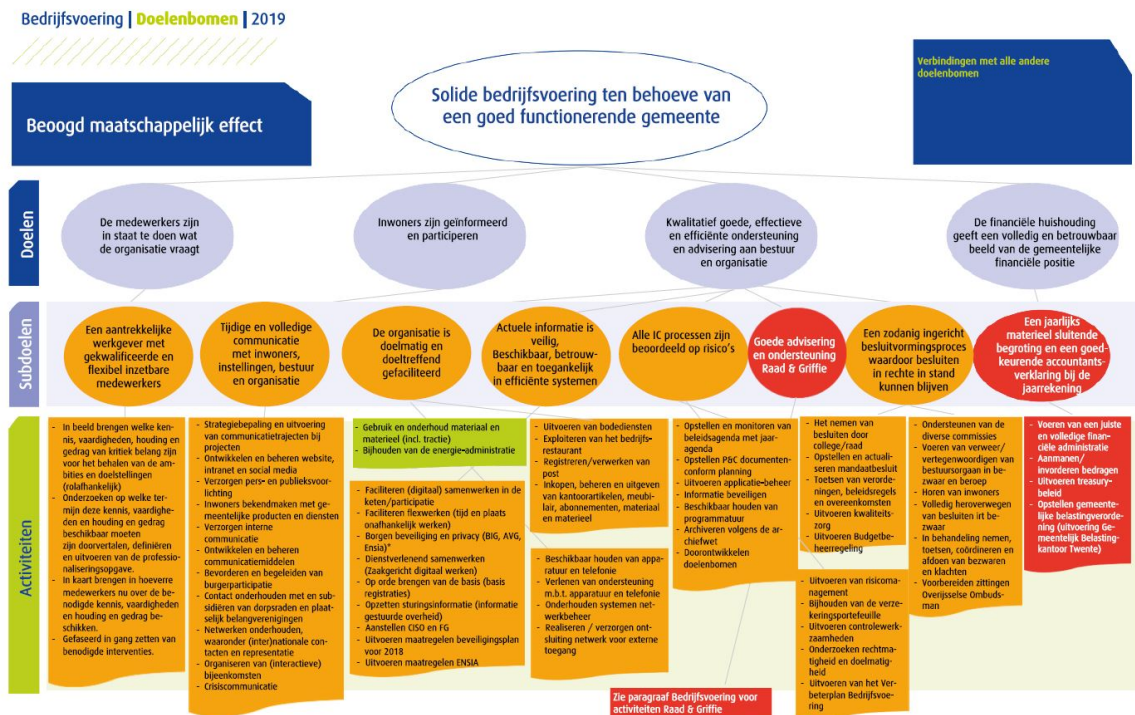 Bedrijfsvoering | Doelenbomen | 2019
Beoogd maatschappelijk effect
Solide bedrijfsvoering ten behoeve van
een goed functionerende gemeente
Verbindingen met alle andere
doelenbomen
Doelen
De medewerkers zijn
in staat te doen wat
de organisatie vraagt
Inwoners zijn geïnformeerd
en participeren
Kwalitatief goede, effectieve
en efficiënte ondersteuning
en advisering aan bestuur
en organisatie
De financiële huishouding
geeft een volledig en betrouwbaar
beeld van de gemeentelijke
financiële positie
Subdoelen
Een aantrekkelijke
werkgever met
gekwalificeerde en
flexibel inzetbare
medewerkers
Tijdige en volledige
communicatie
met inwoners,
instellingen, bestuur
en organisatie
De organisatie is
doelmatig en
doeltreffend
gefaciliteerd
Actuele informatie is
veilig,
Beschikbaar, betrouw-
baar en toegankelijk
in efficiënte systemen
Alle IC processen zijn
beoordeeld op risico's
Goede advisering
en ondersteuning
Raad & Griffie
Een zodanig ingericht
besluitvormingsproces
waardoor besluiten
in rechte in stand
kunnen blijven
Een jaarlijks
materieel sluitende
begroting en een goed-
keurende accountants-
verklaring bij de
jaarrekening
Activiteiten
- In beeld brengen welke ken-
nis, vaardigheden, houding en
gedrag van kritiek belang zijn
voor het behalen van de am-
bities en doelstellingen
(rolafhankelijk)
- Onderzoeken op welke ter-
mijn deze kennis, vaardighe-
den en houding en gedrag
beschikbaar moeten
zijn doorvertalen, definiëren
en uitvoeren van de professio-
naliseringsopgave.
- In kaart brengen in hoeverre
medewerkers nu over de be-
nodigde kennis, vaardigheden
en houding en gedrag be-
schikken.
- Gefaseerd in gang zetten van
benodigde interventies.
- Strategiebepaling en uitvoering
van communicatietrajecten bij
projecten
- Ontwikkelen en beheren website,
intranet en social media
- Verzorgen pers- en publieksvoor-
lichting
- Inwoners bekendmaken met ge-
meentelijke producten en diensten
- Verzorgen interne
communicatie
- Ontwikkelen en beheren
communicatiemiddelen
- Bevorderen en begeleiden van
burgerparticipatie
- Contact onderhouden met en sub-
sidiëren van dorpsraden en plaat-
selijk belangverenigingen
- Netwerken onderhouden,
waaronder (inter)nationale con-
tacten en representatie
- Organiseren van (interactieve)
bijeenkomsten
- Crisiscommunicatie
- Gebruik en onderhoud materiaal en
materieel (incl. tractie)
- Bijhouden van de energie-administratie
- Faciliteren (digitaal) samenwerken in de
keten/participatie
- Faciliteren flexwerken (tijd en
plaats onafhankelijk werken)
- Borgen beveiliging en privacy (BIG, AVG,
Ensia)*
- Dienstverlenend samenwerken
(Zaakgericht digitaal werken)
- Op orde brengen van de basis (basis
registraties)
- Opzetten sturingsinformatie (informatie
gestuurde overheid)
- Aanstellen CISO en FG
- Uitvoeren maatregelen beveiligingsplan
voor 2018
- Uitvoeren maatregelen ENSIA
- Uitvoeren van bodediensten
- Exploiteren van het bedrijfs-
restaurant
- Registreren/verwerken van
post
- Inkopen, beheren en uitgeven
van kantoorartikelen, meubi-
lair, abonnementen, materiaal
en materieel
- Beschikbaar houden van appa-
ratuur en telefonie
- Verlenen van ondersteuning
m.b.t. apparatuur en telefonie
- Onderhouden systemen net-
werkbeheer
- Realiseren / verzorgen ont-
sluiting netwerk voor externe
toegang
- Opstellen en monitoren van
beleidsagenda met jaar-
agenda
- Opstellen P&C documenten-
conform planning
- Uitvoeren applicatie-beheer
- Informatie beveiligen
- Beschikbaar houden van
programmatuur
- Archiveren volgens de ar-
chiefwet
- Doorontwikkelen
doelenbomen
Zie paragraaf Bedrijfsvoering voor
activiteiten Raad & Griffie
- Het nemen van
besluiten door
college/raad
- Opstellen en actuali-
seren mandaatbesluit
- Toetsen van verorde-
ningen, beleidsregels
en overeenkomsten
- Uitvoeren kwaliteits-
zorg
- Uitvoeren Budgetbe-
heerregeling
- Uitvoeren van risicoma-
nagement
- Bijhouden van de verze-
keringsportefeuille
- Uitvoeren controlewerk-
zaamheden
- Onderzoeken rechtma-
tigheid en doelmatig-
heid
- Uitvoeren van het Ver-
beterplan Bedrijfsvoe-
ring
- Ondersteunen van de
diverse commissies
- Voeren van verweer/
vertegenwoordigen van
bestuursorgaan in be-
zwaar en beroep
- Horen van inwoners
- Volledig heroverwegen
van besluiten irt be-
zwaar
- In behandeling nemen,
toetsen, coördineren en
afdoen van bezwaren en
klachten
- Voorbereiden zittingen
Overijsselse Ombuds-
man
- Voeren van een juiste
en volledige financiële
administratie
- Aanmanen/
invorderen bedragen
- Uitvoeren treasury-
beleid
- Opstellen gemeente-
lijke belastingverorde-
ning (uitvoering Ge-
meentelijk Belasting-
kantoor Twente)